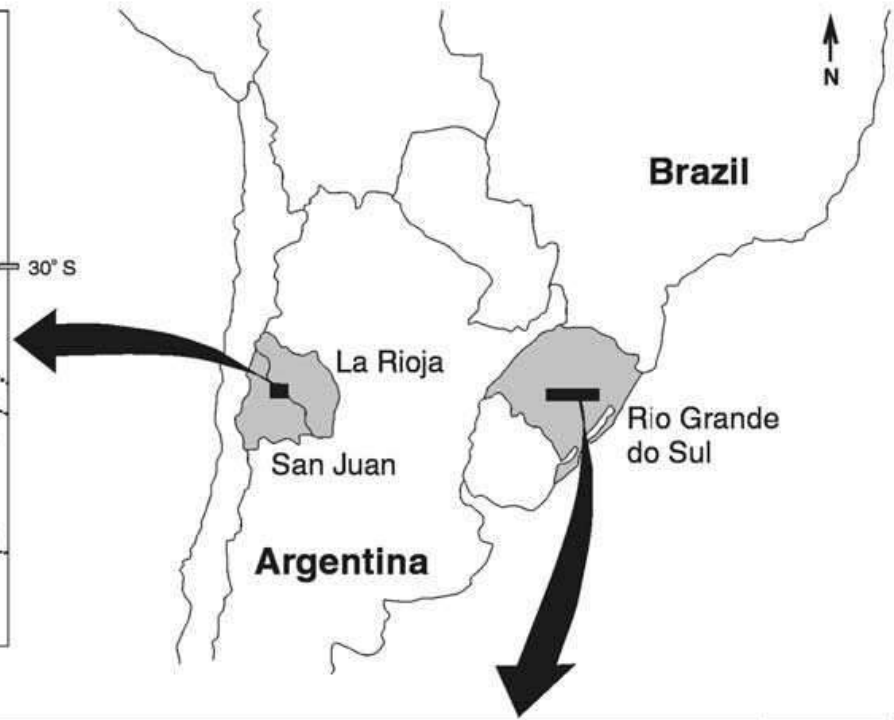 N
Brazil
30° S
La Rioja
Rio Grande
do Sul
San Juan
Argentina